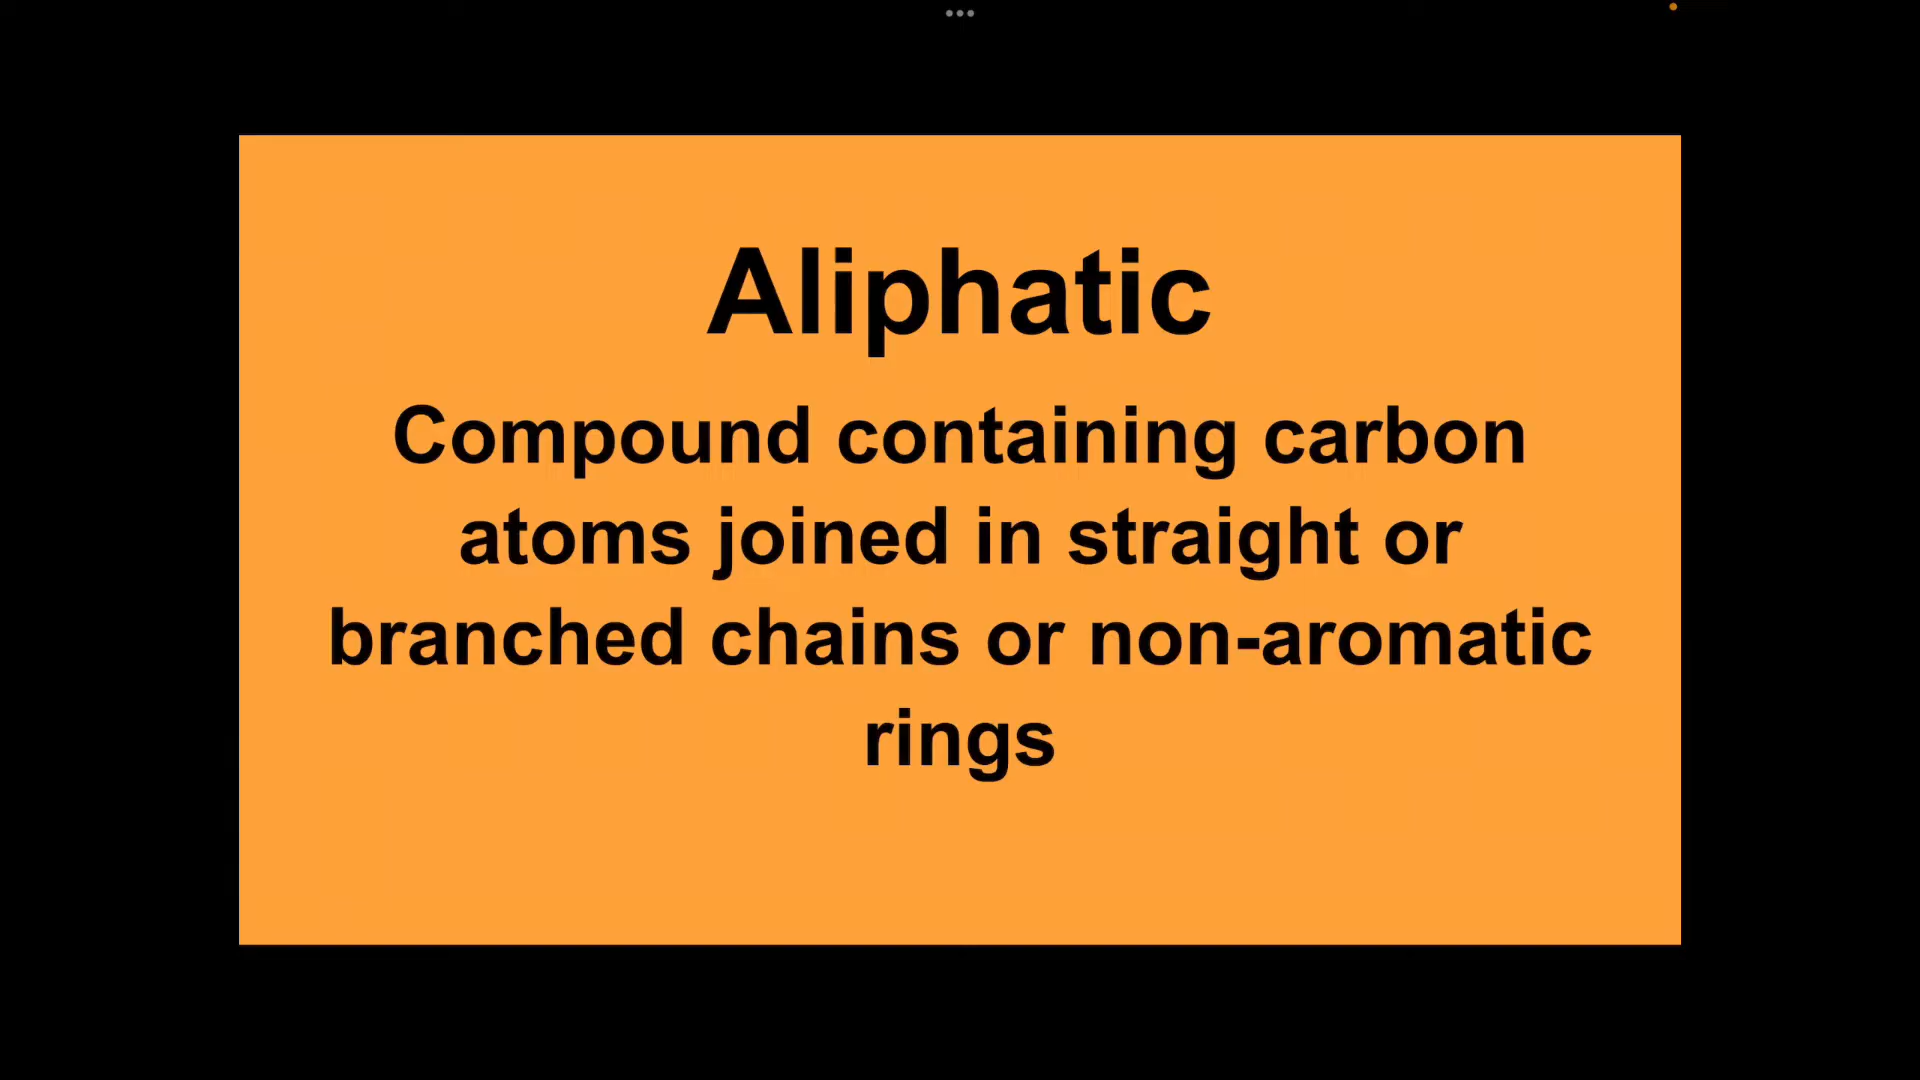 Aliphatic
Compound containing carbon
atoms joined in straight or
branched chains or non-aromatic
rings